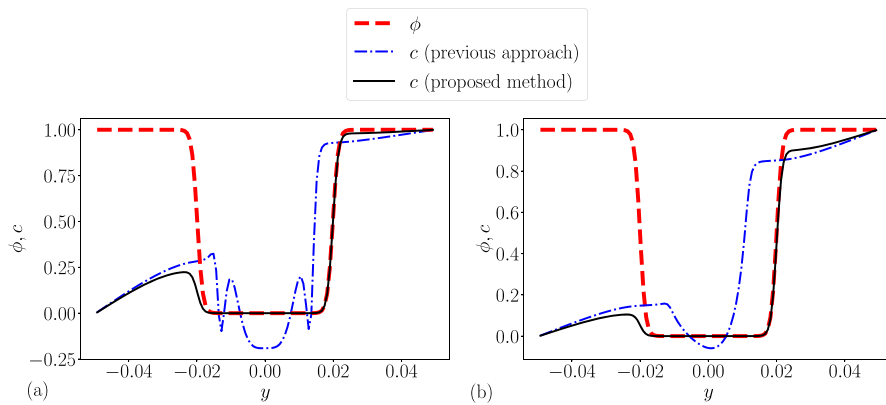 ϕ
c (previous approach)
c (proposed method)
1.00
0.75
0.50
0.25
0.00
−0.25
ϕ, c
−0.04 −0.02 0.00 0.02 0.04
y
(a)
1.0
0.8
0.6
0.4
0.2
0.0
ϕ, c
−0.04 −0.02 0.00 0.02 0.04
y
(b)